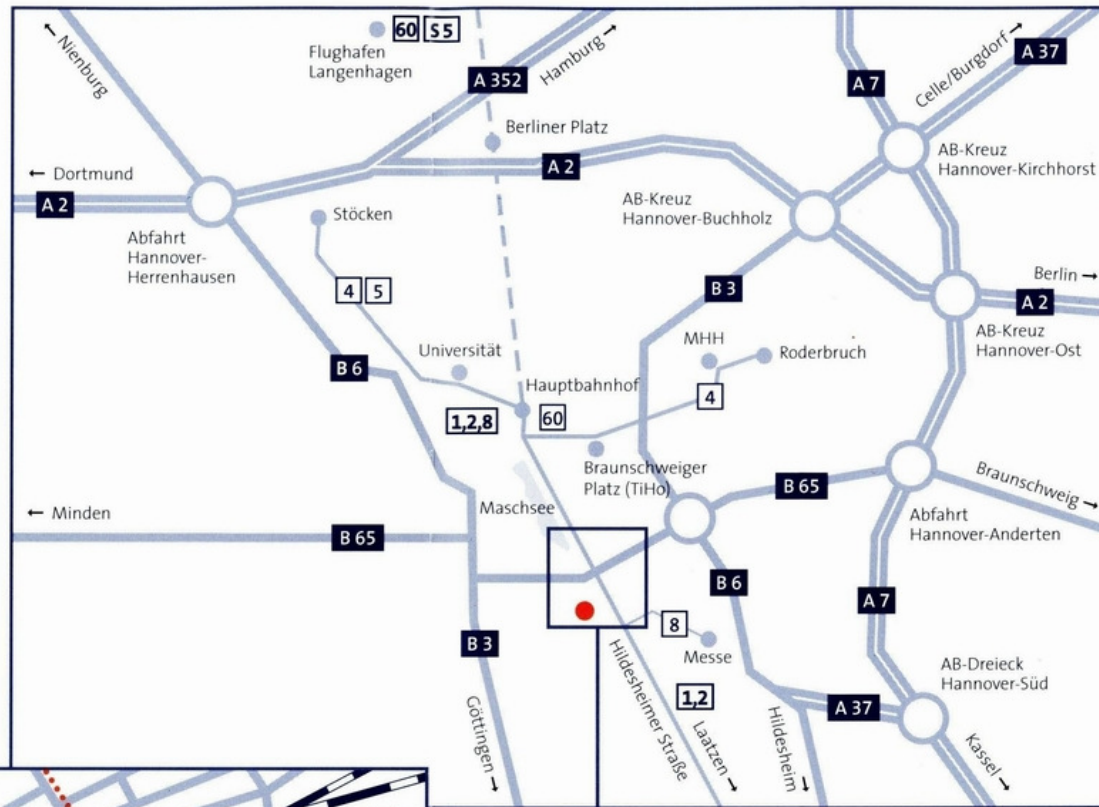 ← Nienburg
60 S 5
Flughafen
Langenhagen
A 352
Hamburg →
A 7
Celle/Burgdorf →
A 37
Berliner Platz
← Dortmund
A 2
A 2
AB-Kreuz
Hannover-Kirchhorst
AB-Kreuz
Hannover-Buchholz
Stöcken
Abfahrt
Hannover-
Herrenhausen
4 5
B 3
Berlin →
A 2
AB-Kreuz
Hannover-Ost
Universität
B 6
MHH
Roderbruch
Hauptbahnhof
1,2,8
60
4
Braunschweiger
Platz (TiHo)
B 65
Braunschweig →
← Minden
Maschsee
B 65
Abfahrt
Hannover-Anderten
B 6
A 7
8
B 3
Messe
AB-Dreieck
Hannover-Süd
1,2
A 37
Göttingen →
Hildesheimer Straße
Laatzen →
Hildesheim →
Kassel →